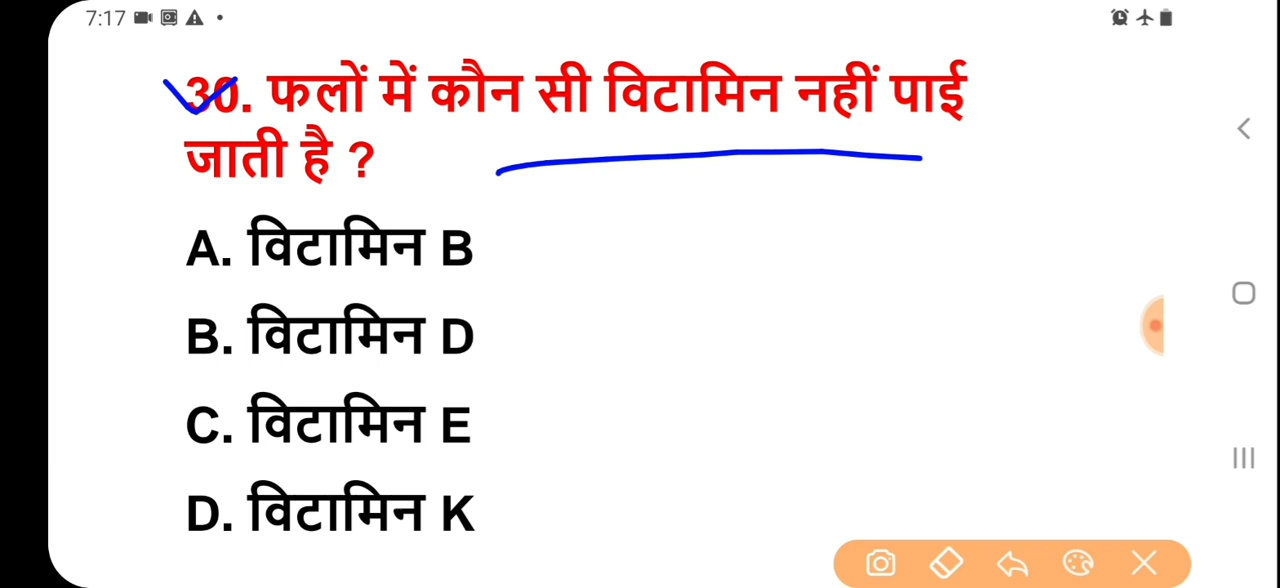 7:17
30. फलों में कौन सी विटामिन नहीं पाई
जाती है ?
A. विटामिन B
B. विटामिन D
C. विटामिन E
D. विटामिन K